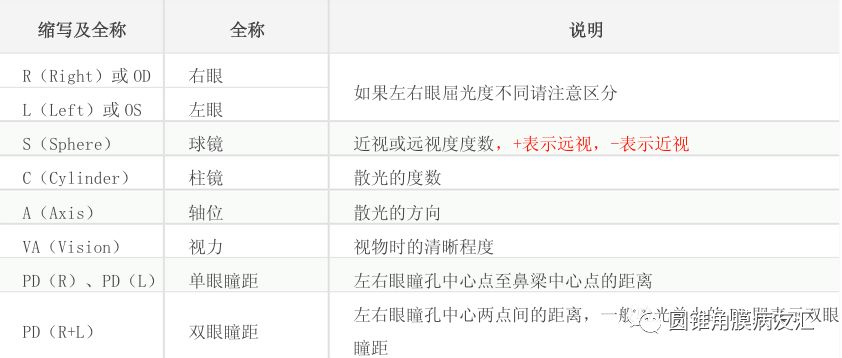 缩写及全称 全称 说明
R（Right）或 OD 右眼
如果左右眼屈光度不同请注意区分
L（Left）或 OS 左眼
S（Sphere） 球镜 近视或远视度度数，+表示远视，-表示近视
C（Cylinder） 柱镜 散光的度数
A（Axis） 轴位 散光的方向
VA（Vision） 视力 视物时的清晰程度
PD（R）、PD（L） 单眼瞳距 左右眼瞳孔中心点至鼻梁中心点的距离
左右眼瞳孔中心两点间的距离，一般 表示双眼
PD（R+L） 双眼瞳距
瞳距
圆锥角膜病友汇